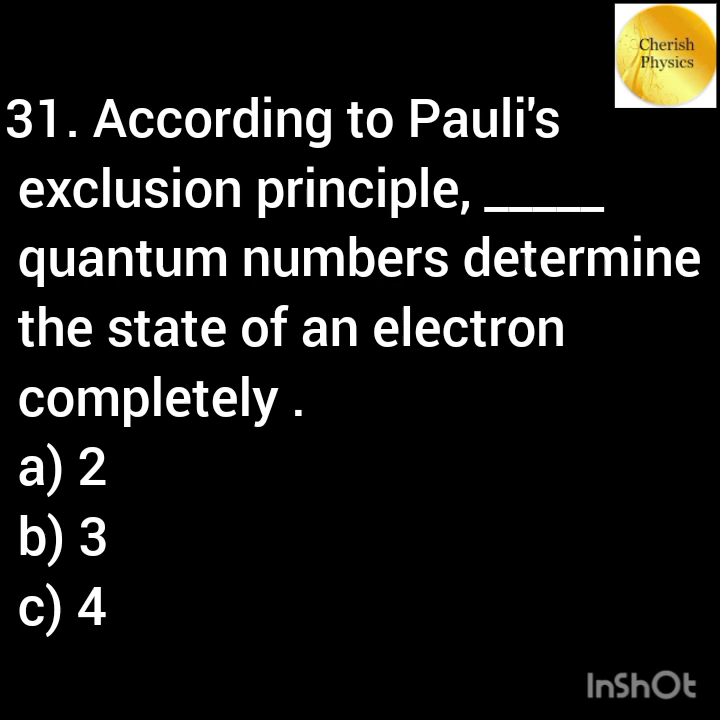 Cherish
Physics
31. According to Pauli's
exclusion principle, _____
quantum numbers determine
the state of an electron
completely .
a) 2
b) 3
c) 4
InShOt